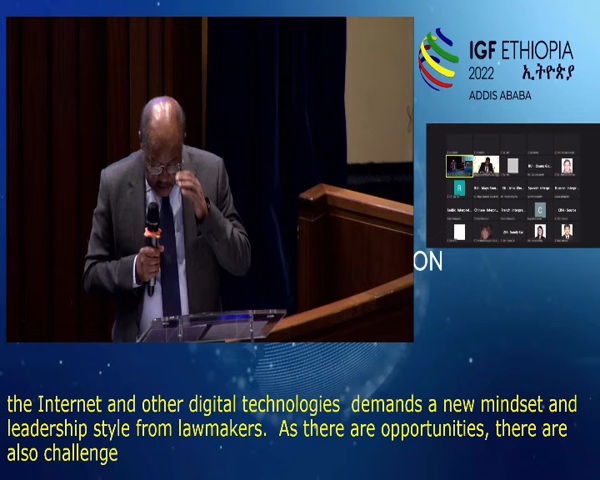 IGF ETHIOPIA
2022 ኢትዮጵያ
ADDIS ABABA
ON
the Internet and other digital technologies  demands a new mindset and
leadership style from lawmakers.  As there are opportunities, there are
also challenge